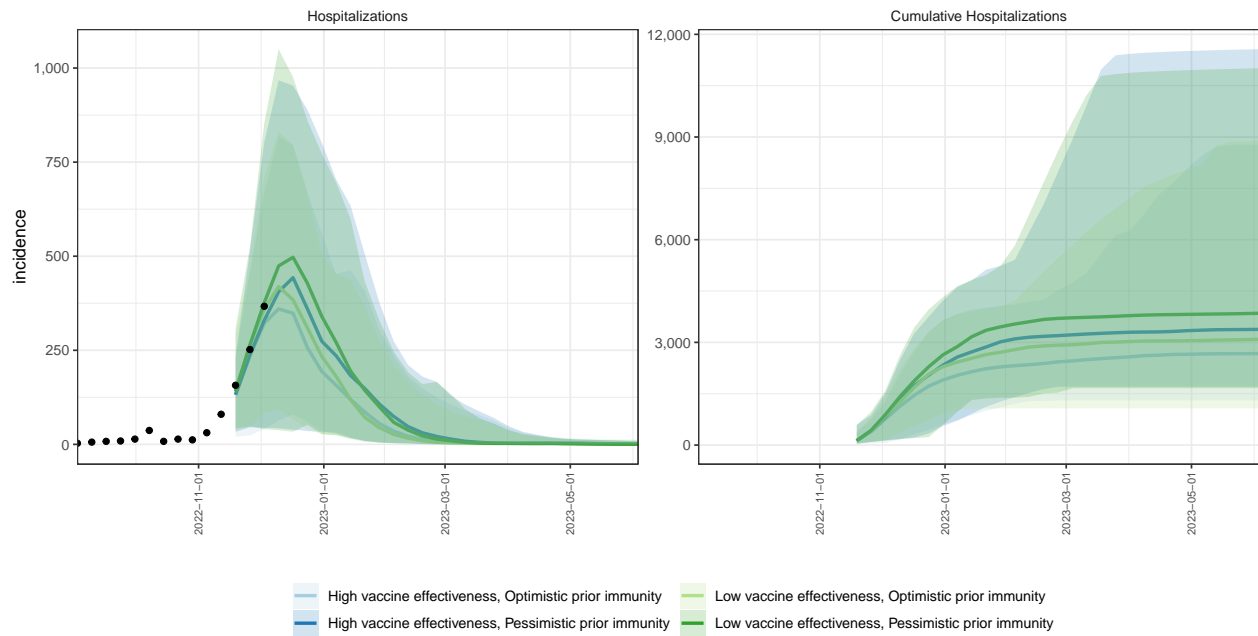 Hospitalizations
Cumulative Hospitalizations
incidence
1,000
750
500
250
0
12,000
9,000
6,000
3,000
0
2022-11-01
2023-01-01
2023-03-01
2023-05-01
2022-11-01
2023-01-01
2023-03-01
2023-05-01
High vaccine effectiveness, Optimistic prior immunity
Low vaccine effectiveness, Optimistic prior immunity
High vaccine effectiveness, Pessimistic prior immunity
Low vaccine effectiveness, Pessimistic prior immunity